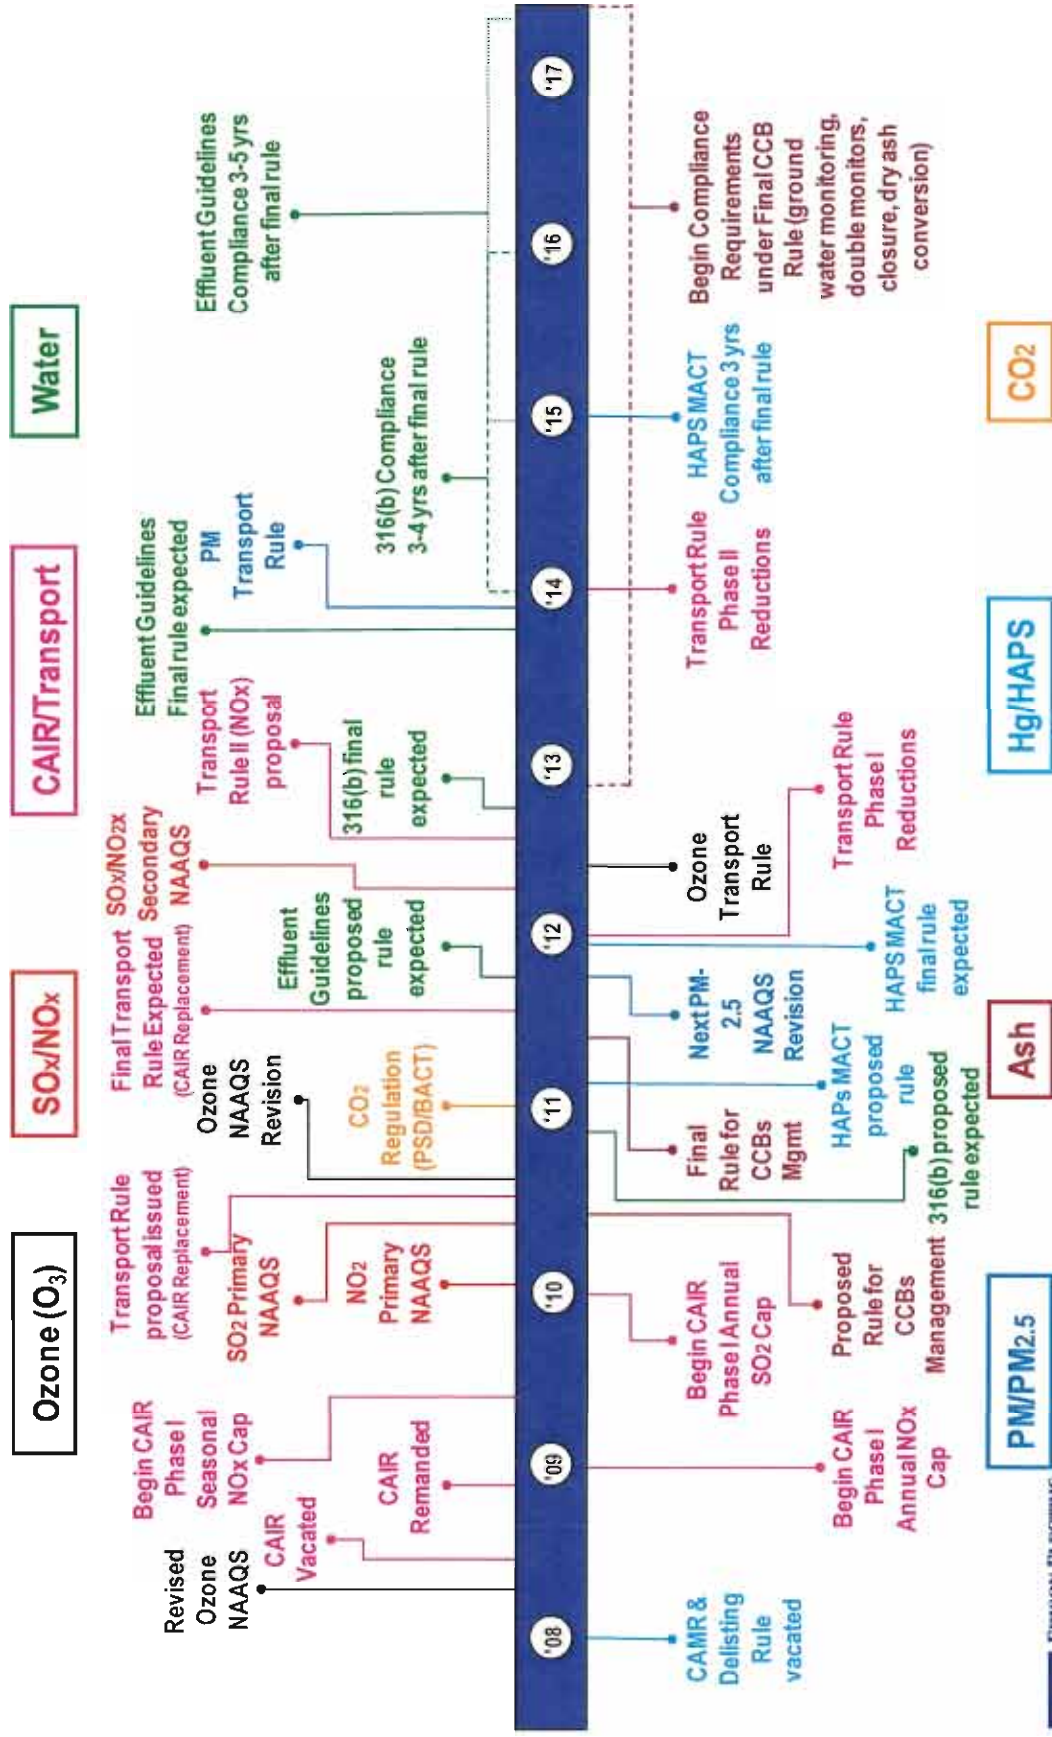 Ozone (O3)
SOx/NOx
CAIR/Transport
Water
Revised
Ozone
NAAQS
CAIR
Vacated
Begin CAIR
Phase I
Seasonal
NOx Cap
CAIR
Remanded
Transport Rule
proposal issued
(CAIR Replacement)
SO2 Primary
NAAQS
NO2
Primary
NAAQS
Ozone
NAAQS
Revision
CO2
Regulation
(PSD/BACT)
Final Transport
Rule Expected
(CAIR Replacement)
Effluent
Guidelines
proposed
rule
expected
SOx/NO2x
Secondary
NAAQS
Transport
Rule II (NOx)
proposal
316(b) final
rule
expected
Effluent Guidelines
Final rule expected
PM
Transport
Rule
316(b) Compliance
3-4 yrs after final rule
Effluent Guidelines
Compliance 3-5 yrs
after final rule
'08
'09
'10
'11
'12
'13
'14
'15
'16
'17
CAMR &
Delisting
Rule
vacated
Begin CAIR
Phase I
Annual NOx
Cap
Begin CAIR
Phase I Annual
SO2 Cap
Proposed
Rule for
CCBs
Management
316(b) proposed
rule expected
Final
Rule for
CCBs
Mgmt
HAPs MACT
proposed
rule
Next PM-
2.5
NAAQS
Revision
HAPS MACT
final rule
expected
Transport Rule
Phase I
Reductions
Ozone
Transport
Rule
Transport Rule
Phase II
Reductions
HAPS MACT
Compliance 3 yrs
after final rule
Begin Compliance
Requirements
under Final CCB
Rule (ground
water monitoring,
double monitors,
closure, dry ash
conversion)
PM/PM2.5
Ash
Hg/HAPS
CO2